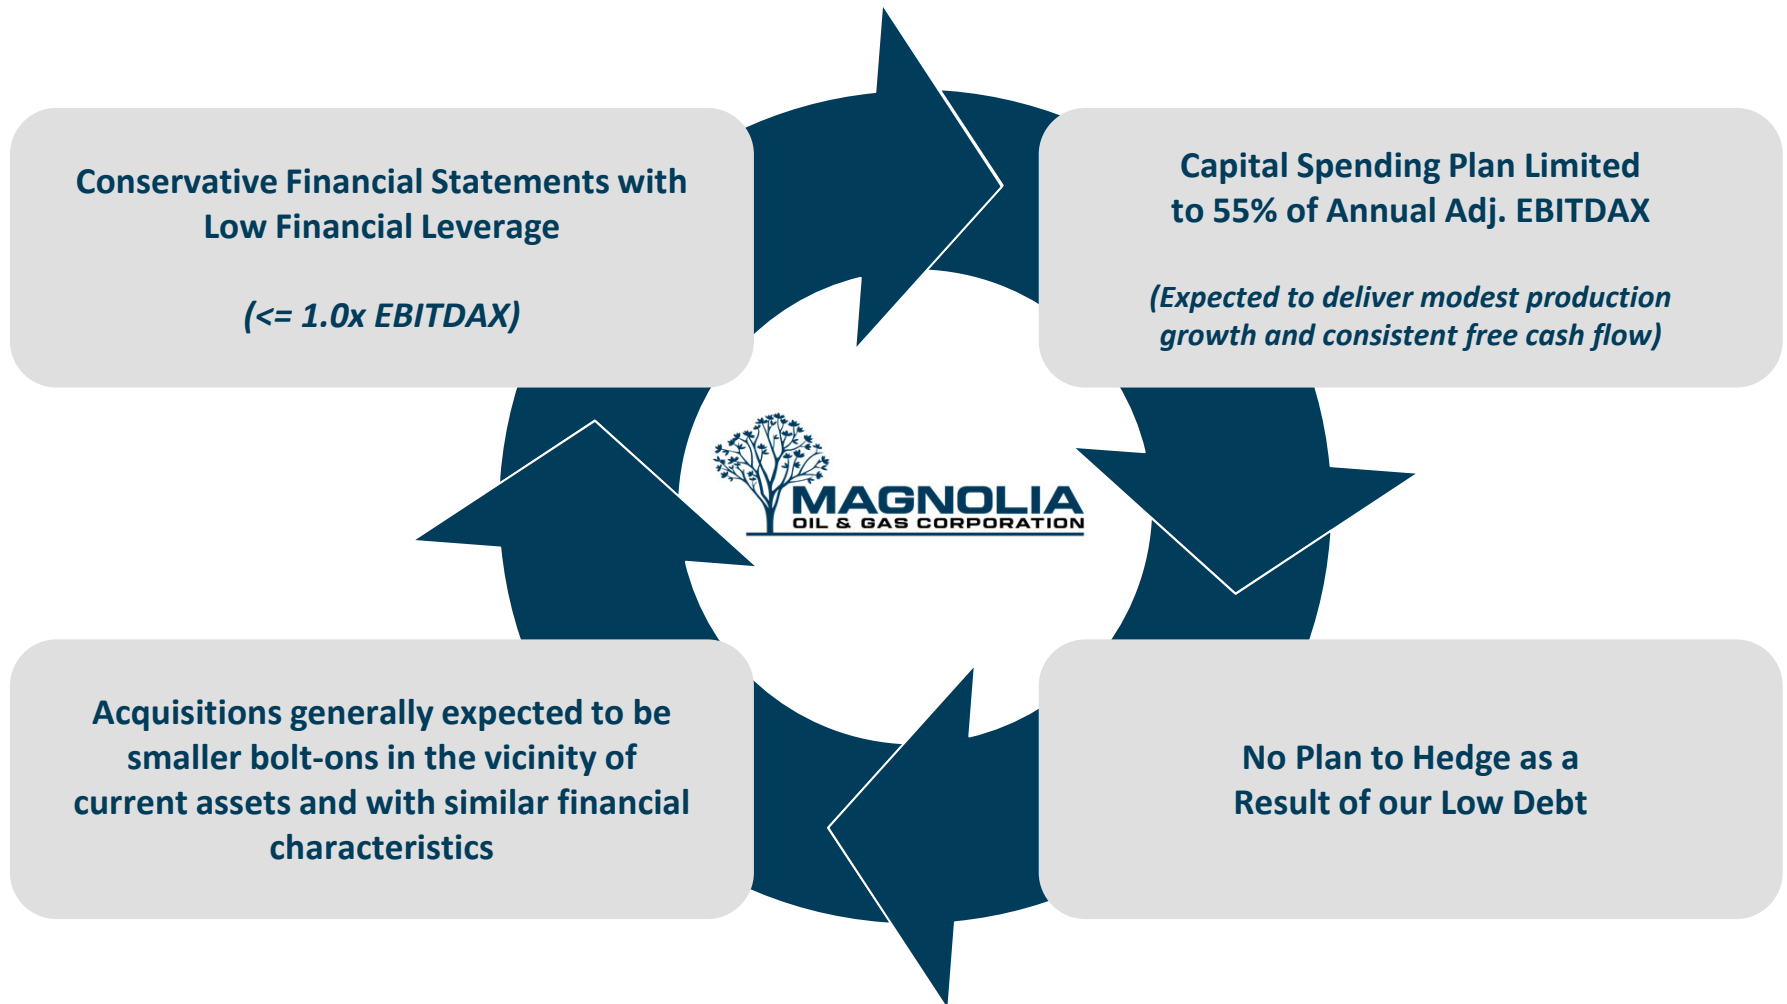 Conservative Financial Statements with
Low Financial Leverage
(<= 1.0x EBITDAX)
Capital Spending Plan Limited
to 55% of Annual Adj. EBITDAX
(Expected to deliver modest production
growth and consistent free cash flow)
MAGNOLIA
OIL & GAS CORPORATION
Acquisitions generally expected to be
smaller bolt-ons in the vicinity of
current assets and with similar financial
characteristics
No Plan to Hedge as a
Result of our Low Debt